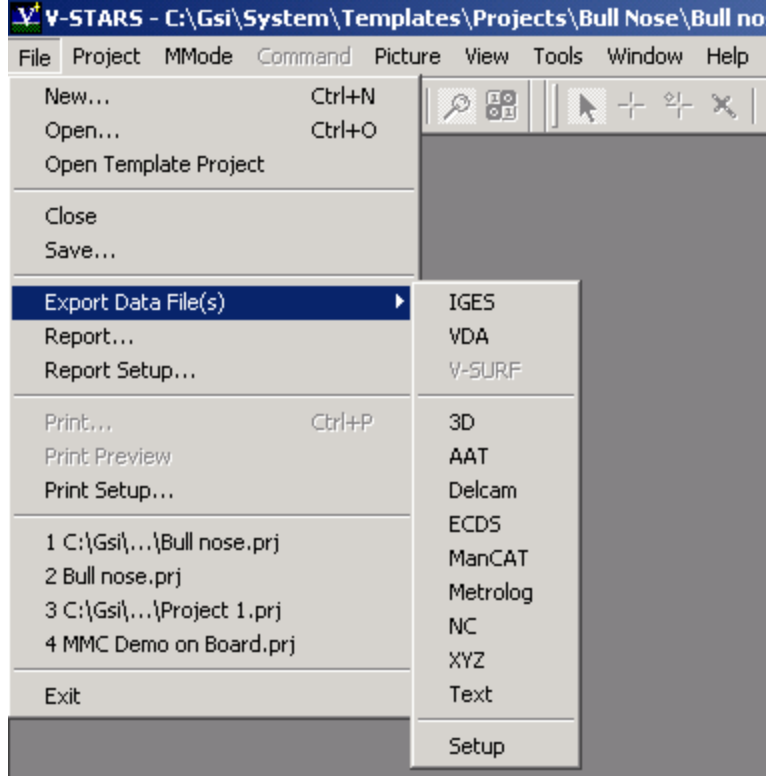 V-STARS - C:\Gsi\System\Templates\Projects\Bull Nose\Bull no
File Project MMode Command Picture View Tools Window Help
New... Ctrl+N
Open... Ctrl+O
Open Template Project
Close
Save...
Export Data File(s)
Report...
Report Setup...
Print... Ctrl+P
Print Preview
Print Setup...
1 C:\Gsi\...\Bull nose.prj
2 Bull nose.prj
3 C:\Gsi\...\Project 1.prj
4 MMC Demo on Board.prj
Exit
IGES
VDA
V-SURF
3D
AAT
Delcam
ECDS
ManCAT
Metrolog
NC
XYZ
Text
Setup